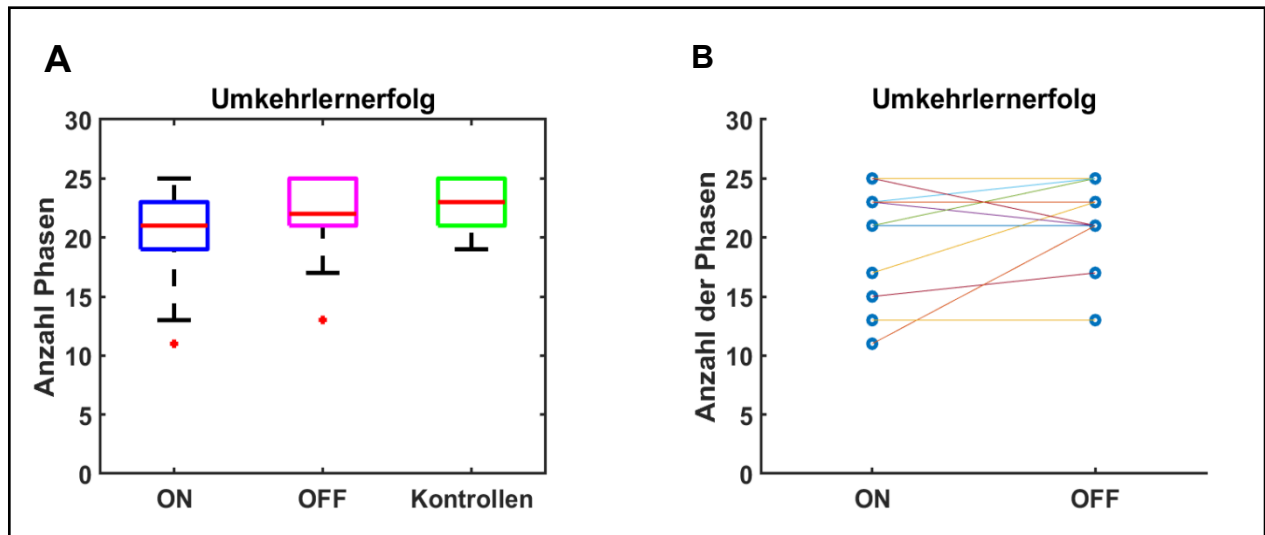 A
Umkehrlernerfolg
Anzahl Phasen
30
25
20
15
10
5
0
ON OFF Kontrollen
B
Umkehrlernerfolg
Anzahl der Phasen
30
25
20
15
10
5
0
ON OFF